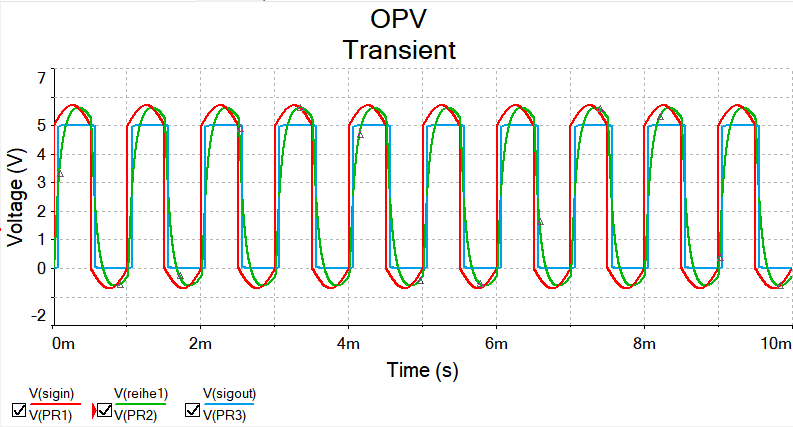 OPV
Transient
7
5
4
3
2
1
0
-2
Voltage (V)
0m 2m 4m 6m 8m 10m
Time (s)
V(sigin) V(reihe1) V(sigout)
V(PR1) V(PR2) V(PR3)